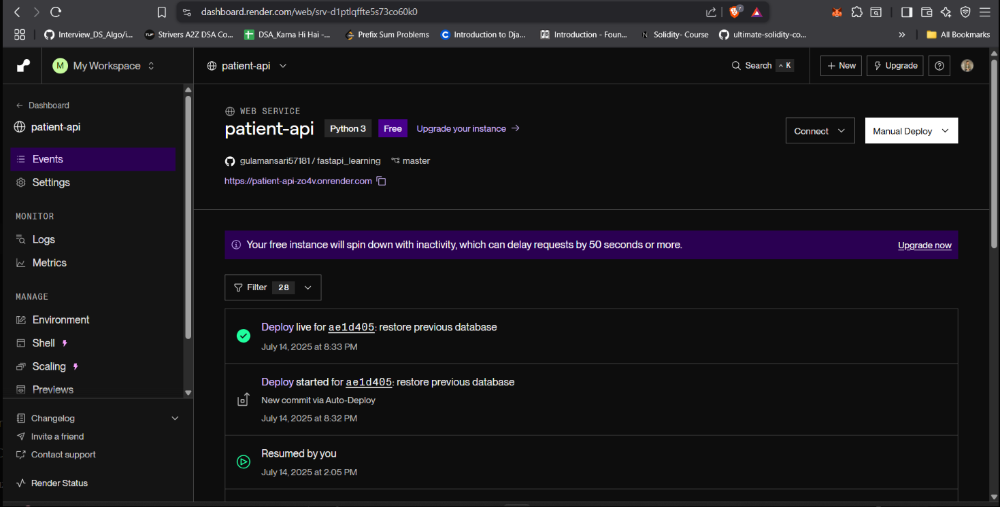 dashboard.render.com/web/srv-d1ptlqffte5s73co60k0
7
Interview_DS_Algo/i...
Strivers A2Z DSA Co...
DSA_Karna Hi Hai -...
Prefix Sum Problems
Introduction to Dja...
Introduction - Foun...
Solidity- Course
ultimate-solidity-co...
»
All Bookmarks
M My Workspace
patient-api
Search ^ K
+ New
Upgrade
← Dashboard
patient-api
Events
Settings
MONITOR
Logs
Metrics
MANAGE
Environment
Shell
Scaling
Previews
Changelog
Invite a friend
Contact support
Render Status
WEB SERVICE
patient-api Python 3 Free Upgrade your instance →
Connect
Manual Deploy
gulamansari57181 / fastapi_learning master
https://patient-api-zo4v.onrender.com
Your free instance will spin down with inactivity, which can delay requests by 50 seconds or more.
Upgrade now
Filter 28
Deploy live for ae1d405: restore previous database
July 14, 2025 at 8:33 PM
Deploy started for ae1d405: restore previous database
New commit via Auto-Deploy
July 14, 2025 at 8:32 PM
Resumed by you
July 14, 2025 at 2:05 PM